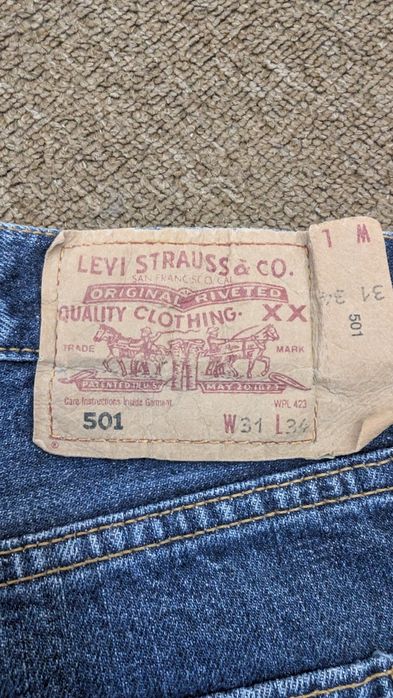 LEVI STRAUSS & CO.
SAN FRANCISCO, CAL.
ORIGINAL RIVETED
QUALITY CLOTHING. XX
TRADE MARK
PATENTED IN U.S. MAY 20 1873
Care Instructions Inside Garment WPL 423
501 W31 L34
®
L W
31 34
501